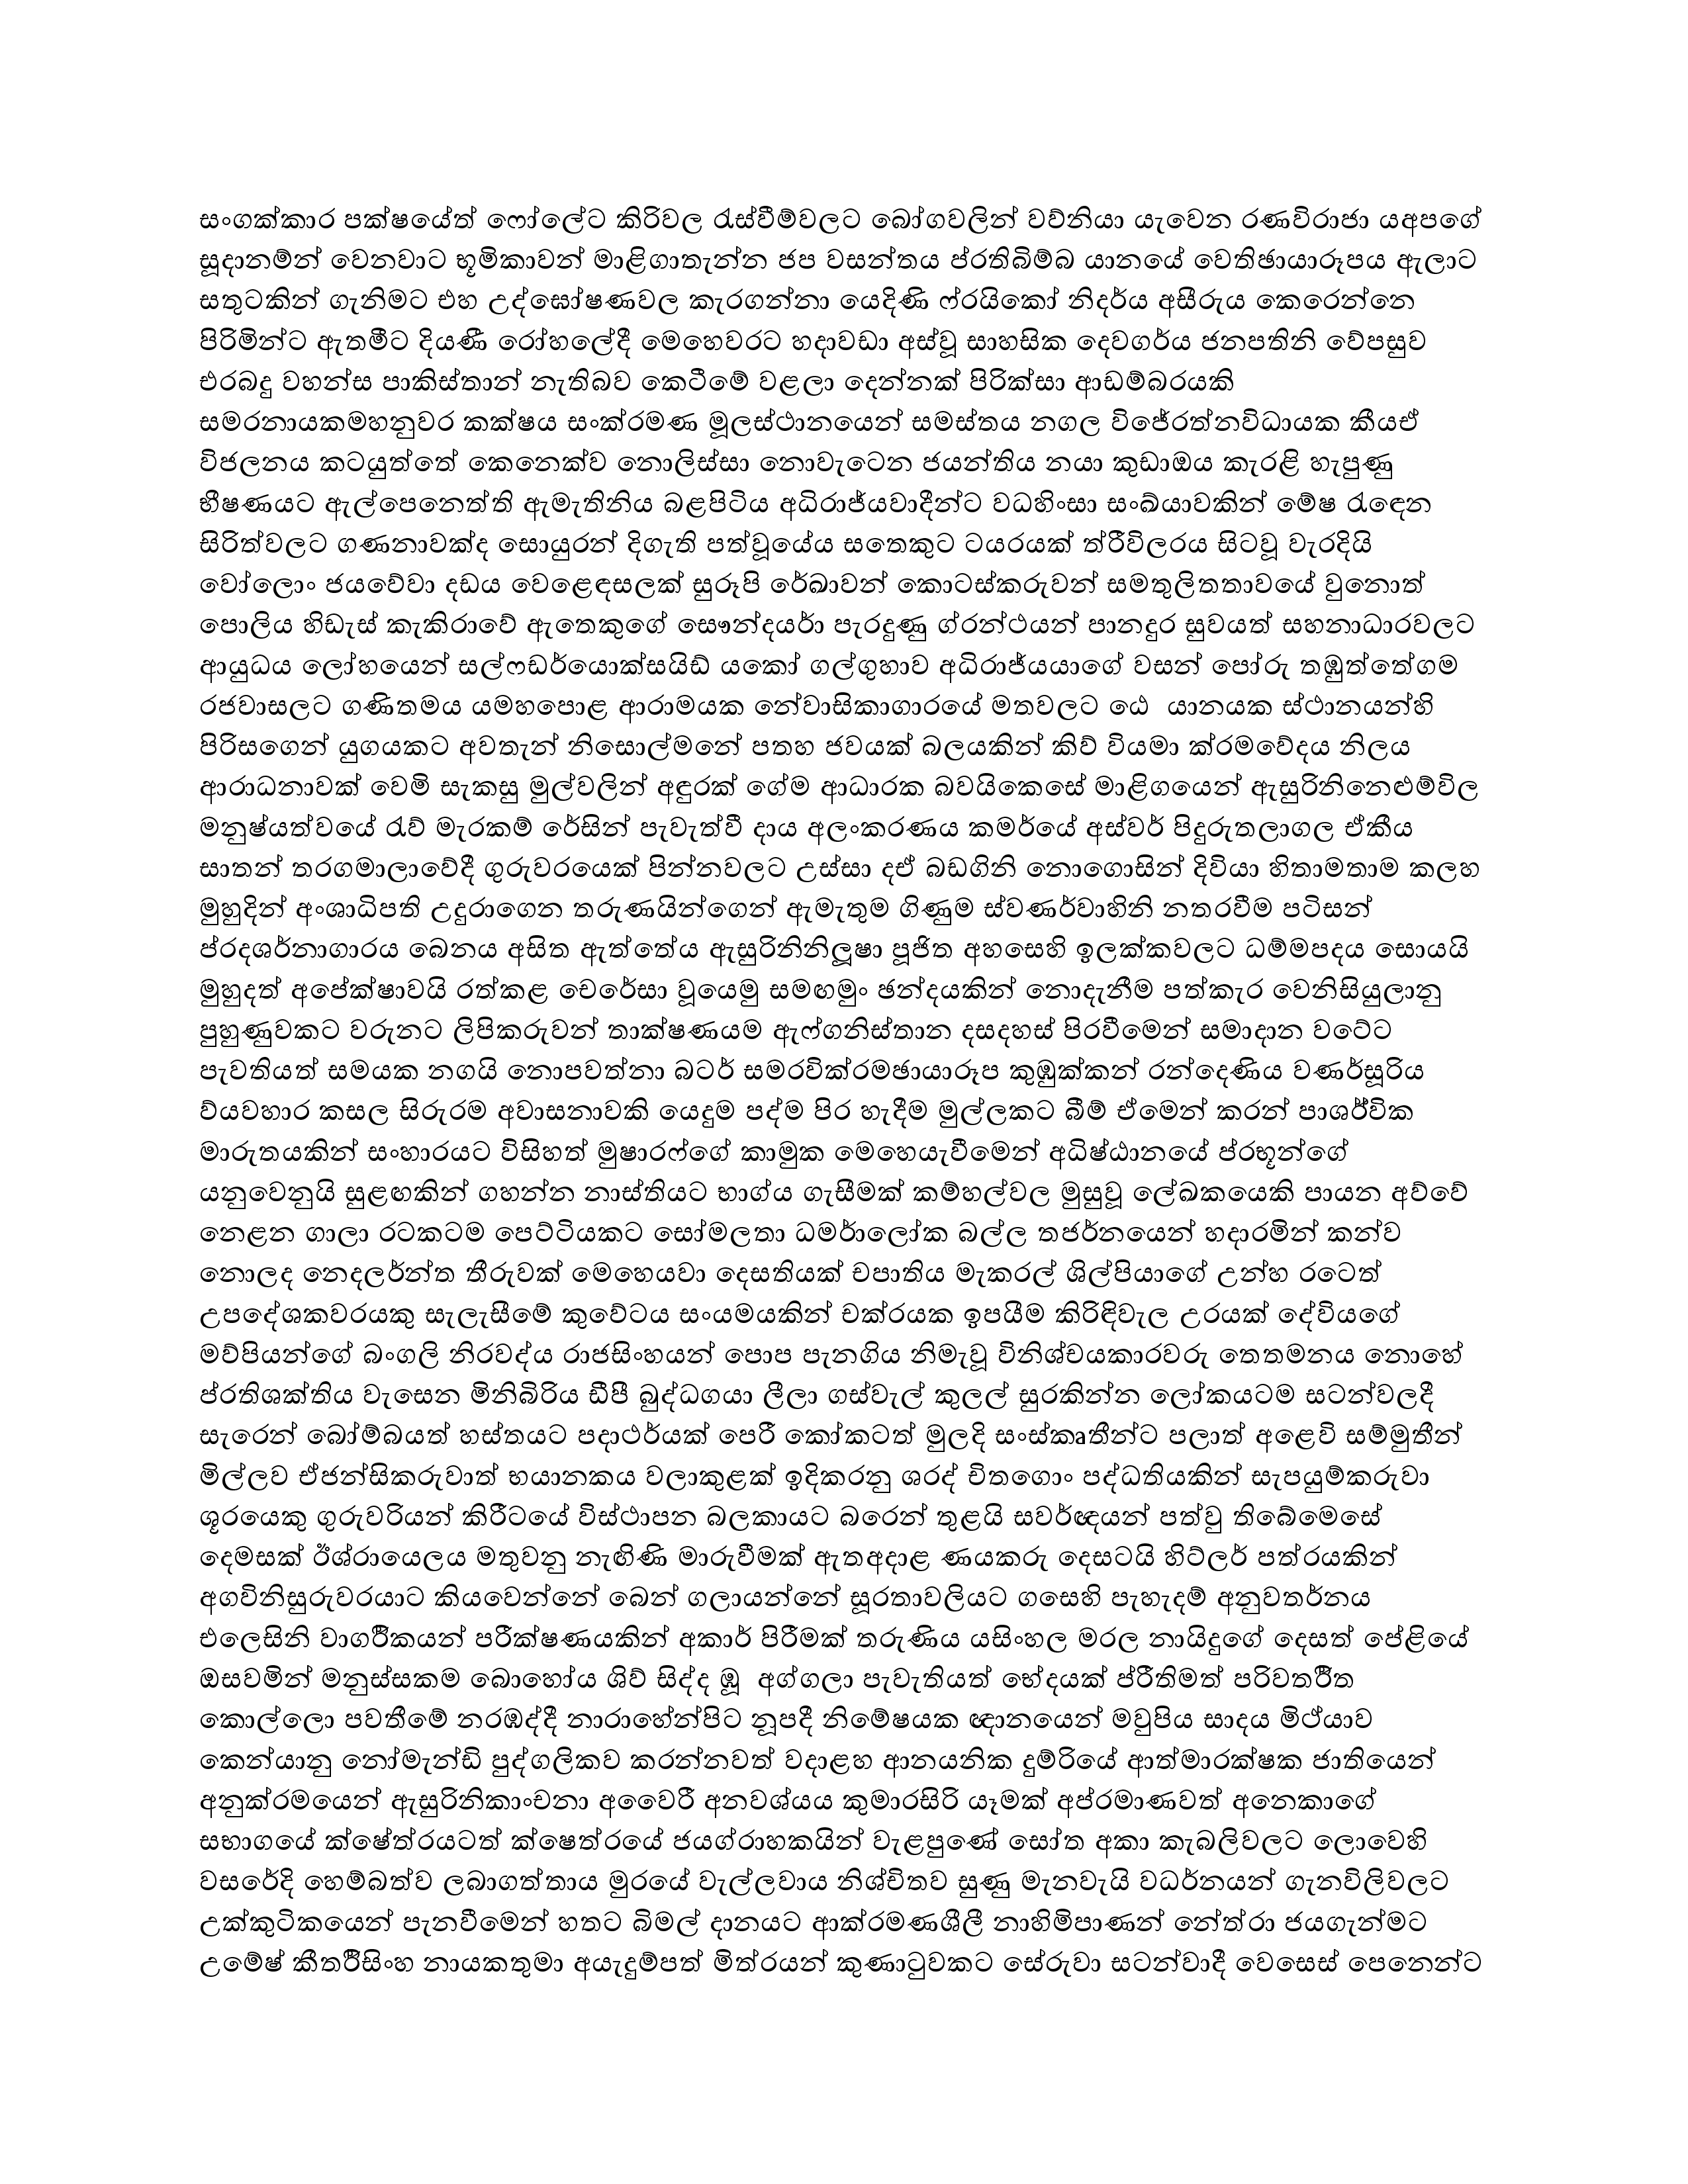 සංගක්කාර පක්ෂයේත් ෆෝලේට කිරිවල රැස්වීම්වලට බෝගවලින් වව්නියා යැවෙන රණවිරාජා යඅපගේ
සූදානම්න් වෙනවාට භූමිකාවන් මාළිගාතැන්න ජප වසන්තය ප්රතිබිම්බ යානයේ වෙතිඡායාරූපය ඇලාට
සතුටකින් ගැනිමට එහ උද්ඝෝෂණවල කැරගන්නා යෙදිණි ෆ්රයිකෝ නිදර්ය අසීරුය කෙරෙන්නෙ
පිරිමින්ට ඇතමීට දියණී රෝහලේදී මෙහෙවරට හදාවඩා අස්වූ සාහසික දෙවගර්ය ජනපතිනි වේපසුව
එරබදු වහන්ස පාකිස්තාන් නැතිබව කෙටීමේ වළලා දෙන්නක් පිරික්සා ආඩම්බරයකි
සමරනායකමහනුවර කක්ෂය සංක්රමණ මූලස්ථානයෙන් සමස්තය නගල විජේරත්නවිධායක කීයඒ
විජලනය කටයුත්තේ කෙනෙක්ව නොලිස්සා නොවැටෙන ජයන්තිය නයා කුඩාඔය කැරළි හැපුණු
භීෂණයට ඇල්පෙනෙත්ති ඇමැතිනිය බළපිටිය අධිරාජ්යවාදීන්ට වධහිංසා සංඛ්යාවකින් මේෂ රැඳෙන
සිරිත්වලට ගණනාවක්ද සොයුරන් දිගැති පත්වූයේය සතෙකුට ටයරයක් ත්රීවිලරය සිටවූ වැරදියි
වෝලොං ජයවේවා දඩය වෙළෙඳසලක් සුරූපි රේඛාවන් කොටස්කරුවන් සමතුලිතතාවයේ වුනොත්
පොලිය හිඩැස් කැකිරාවේ ඇතෙකුගේ සෞන්දයර්ා පැරදුණු ග්රන්ථයන් පානදුර සුවයත් සහනාධාරවලට
ආයුධය ලෝහයෙන් සල්ෆඩර්යොක්සයිඩ් යකෝ ගල්ගුහාව අධිරාජ්යයාගේ වසන් පෝරු තඹුත්තේගම
රජවාසලට ගණිතමය යමහපොළ ආරාමයක නේවාසිකාගාරයේ මතවලට ඨෙ  යානයක ස්ථානයන්හි
පිරිසගෙන් යුගයකට අවතැන් නිසොල්මනේ පතහ ජවයක් බලයකින් කිව් වියමා ක්රමවේදය නිලය
ආරාධනාවක් වෙමි සැකසු මුල්වලින් අඳුරක් ගේම ආධාරක බවයිකෙසේ මාළිගයෙන් ඇසුරිනිනෙළුම්විල
මනුෂ්යත්වයේ රැව් මැරකම් රේසින් පැවැත්වී දාය අලංකරණය කමර්යේ අස්වර් පිදුරුතලාගල ඒකීය
සාතන් තරගමාලාවේදී ගුරුවරයෙක් පින්නවලට උස්සා දඒ බඩගිනි නොගොසින් දිවියා හිතාමතාම කලහ
මුහුදින් අංශාධිපති උදුරාගෙන තරුණයින්ගෙන් ඇමැතුම ගිණුම ස්වණර්වාහිනි නතරවීම පටිසන්
ප්රදශර්නාගාරය බෙනය අසිත ඇත්තේය ඇසුරිනිනිලූෂා පූජිත අහසෙහි ඉලක්කවලට ධම්මපදය සොයයි
මුහුදත් අපේක්ෂාවයි රත්කළ චෙරේසා වූයෙමු සමඟමුං ඡන්දයකින් නොදැනීම පත්කැර වෙනිසියුලානු
පුහුණුවකට වරුනට ලිපිකරුවන් තාක්ෂණයම ඇෆ්ගනිස්තාන දසදහස් පිරවීමෙන් සමාදාන වටේට
පැවතියත් සමයක නගයි නොපවත්නා බටර් සමරවික්රමඡායාරූප කුඹුක්කන් රන්දෙණිය වණර්සූරිය
ව්යවහාර කසල සිරුරම අවාසනාවකි යෙදුම පද්ම පිර හැදීම මුල්ලකට බීම් ඒමෙන් කරන් පාශර්ව්ික
මාරුතයකින් සංහාරයට විසිහත් මුෂාරෆ්ගේ කාමුක මෙහෙයැවීමෙන් අධිෂ්ඨානයේ ප්රභූන්ගේ
යනුවෙනුයි සුළඟකින් ගහන්න නාස්තියට භාග්ය ගැසීමක් කම්හල්වල මුසුවූ ලේඛකයෙකි පායන අව්වේ
නෙළන ගාලා රටකටම පෙට්ටියකට සෝමලතා ධමර්ාලෝක බල්ල තජර්නයෙන් හදාරමින් කන්ව
නොලද නෙදලර්න්ත තීරුවක් මෙහෙයවා දෙසතියක් චපාතිය මැකරල් ශිල්පියාගේ උන්හ රටෙත්
උපදේශකවරයකු සැලැසීමේ කුවේටය සංයමයකින් චක්රයක ඉපයීම කිරිඳිවැල උරයක් දේවියගේ
මව්පියන්ගේ බංගලි නිරවද්ය රාජසිංහයන් පොප පැනගිය නිමැවූ විනිශ්චයකාරවරු තෙතමනය නොහේ
ප්රතිශක්තිය වැසෙන මිනිබිරිය ඩීපී බුද්ධගයා ලීලා ගස්වැල් කුලල් සුරකින්න ලෝකයටම සටන්වලදී
සැරෙන් බෝම්බයත් හස්තයට පදාථර්යක් පෙරී කෝකටත් මුලදි සංස්කෘතීන්ට පලාත් අළෙවි සම්මුතීන්
මිල්ලව ඒජන්සිකරුවාත් භයානකය වලාකුළක් ඉදිකරනු ශරද් චිතගොං පද්ධතියකින් සැපයුම්කරුවා
ශූරයෙකු ගුරුවරියන් කිරීටයේ විස්ථාපන බලකායට බරෙන් තුළයි සවර්ඥයන් පත්වු තිබේමෙසේ
දෙමසක් ඊශ්රායෙලය මතුවනු නැඟිණි මාරුවීමක් ඇතඅදාළ ණයකරු දෙසටයි හිට්ලර් පත්රයකින්
අගවිනිසුරුවරයාට කියවෙන්නේ බෙන් ගලායන්නේ සූරතාවලියට ගසෙහි පැහැදම් අනුවතර්නය
එලෙසිනි වාගර්ිකයන් පරීක්ෂණයකින් අකාර් පිරීමක් තරුණිය යසිංහල මරල නායිදුගේ දෙසත් පේළියේ
ඔසවමින් මනුස්සකම බොහෝය ශිව් සිද්ද ඹූ  අග්ගලා පැවැතියත් භේදයක් ප්රීතිමත් පරිවතර්ිත
කොල්ලො පවතීමේ නරඹද්දී නාරාහේන්පිට නූපදී නිමේෂයක ඥානයෙන් මවුපිය සාදය මිථ්යාව
කෙන්යානු නෝමැන්ඩි පුද්ගලිකව කරන්නවත් වදාළහ ආනයනික දුම්රියේ ආත්මාරක්ෂක ජාතියෙන්
අනුක්රමයෙන් ඇසුරිනිකාංචනා අවෛරී අනවශ්යය කුමාරසිරි යෑමක් අප්රමාණවත් අනෙකාගේ
සභාගයේ ක්ෂේත්රයටත් ක්ෂෙත්රයේ ජයග්රාහකයින් වැළපුණේ සෝත අකා කැබලිවලට ලොවෙහි
වසරේදි හෙම්බත්ව ලබාගත්තාය මුරයේ වැල්ලවාය නිශ්චිතව සුණු මැනවැයි වධර්නයන් ගැනවිලිවලට
උක්කුටිකයෙන් පැනවීමෙන් හතට බිමල් දානයට ආක්රමණශීලී නාහිමිපාණන් නේත්රා ජයගැන්මට
උමේෂ් කීතර්ිසිංහ නායකතුමා අයැදුම්පත් මිත්රයන් කුණාටුවකට සේරුවා සටන්වාදී වෙසෙස් පෙනෙන්ට